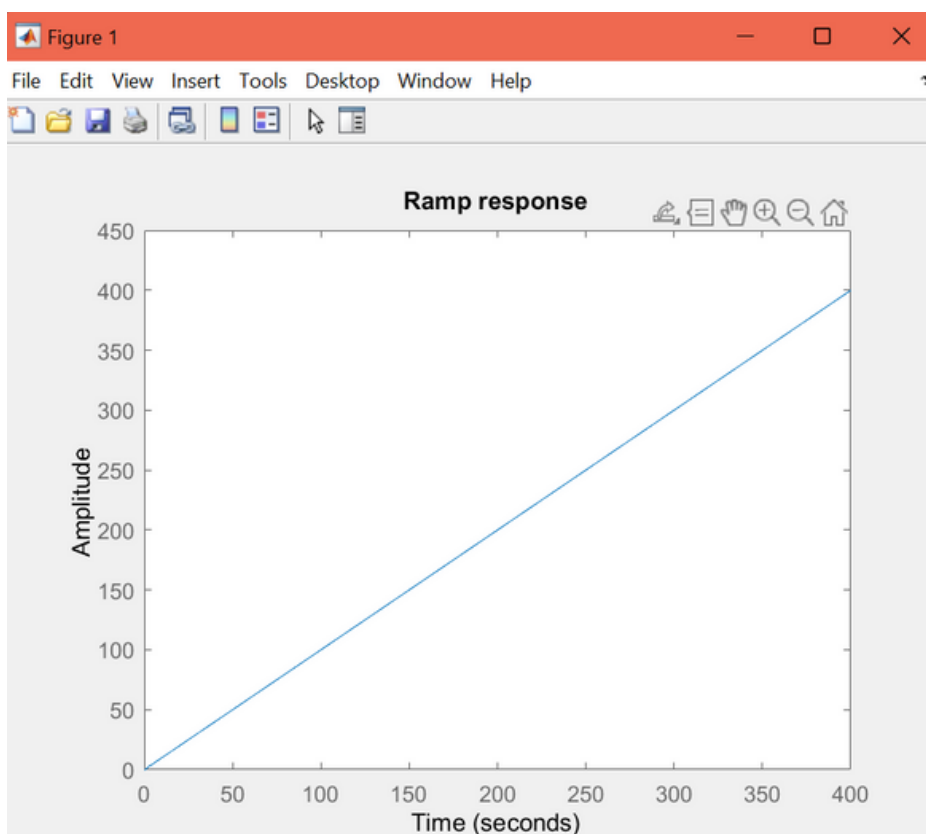 Figure 1
File Edit View Insert Tools Desktop Window Help
Ramp response
450
400
350
300
250
200
150
100
50
0
Amplitude
0 50 100 150 200 250 300 350 400
Time (seconds)